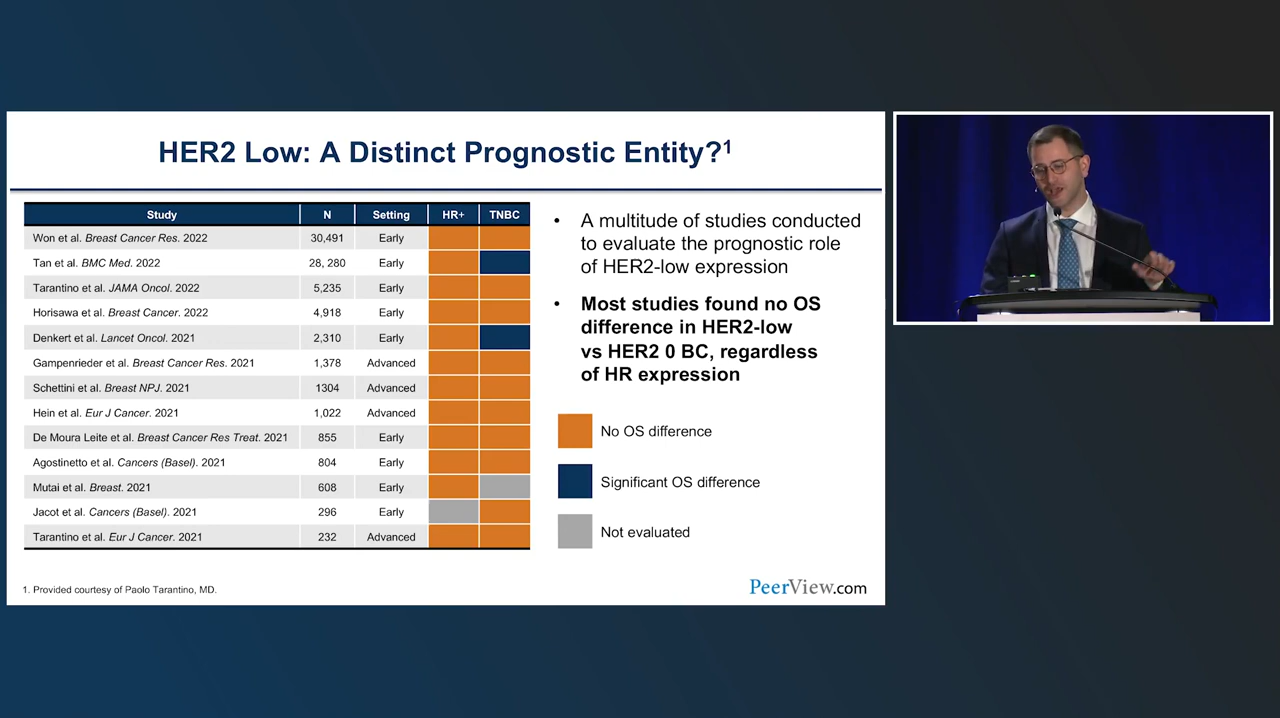 HER2 Low: A Distinct Prognostic Entity?1
Study N Setting HR+ TNBC
Won et al. Breast Cancer Res. 2022 30,491 Early
Tan et al. BMC Med. 2022 28, 280 Early
Tarantino et al. JAMA Oncol. 2022 5,235 Early
Horisawa et al. Breast Cancer. 2022 4,918 Early
Denkert et al. Lancet Oncol. 2021 2,310 Early
Gampenrieder et al. Breast Cancer Res. 2021 1,378 Advanced
Schettini et al. Breast NPJ. 2021 1304 Advanced
Hein et al. Eur J Cancer. 2021 1,022 Advanced
De Moura Leite et al. Breast Cancer Res Treat. 2021 855 Early
Agostinetto et al. Cancers (Basel). 2021 804 Early
Mutai et al. Breast. 2021 608 Early
Jacot et al. Cancers (Basel). 2021 296 Early
Tarantino et al. Eur J Cancer. 2021 232 Advanced
• A multitude of studies conducted
to evaluate the prognostic role
of HER2-low expression
• Most studies found no OS
difference in HER2-low
vs HER2 0 BC, regardless
of HR expression
No OS difference
Significant OS difference
Not evaluated
1. Provided courtesy of Paolo Tarantino, MD.
PeerView.com